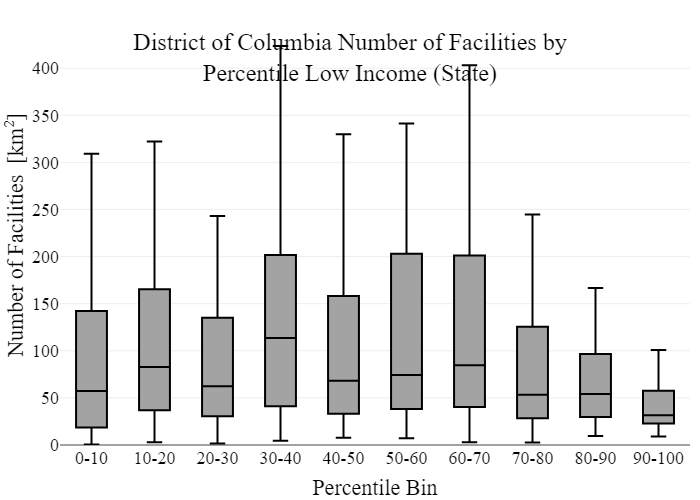 District of Columbia Number of Facilities by
Percentile Low Income (State)
Number of Facilities [km²]
400
350
300
250
200
150
100
50
0
0-10 10-20 20-30 30-40 40-50 50-60 60-70 70-80 80-90 90-100
Percentile Bin